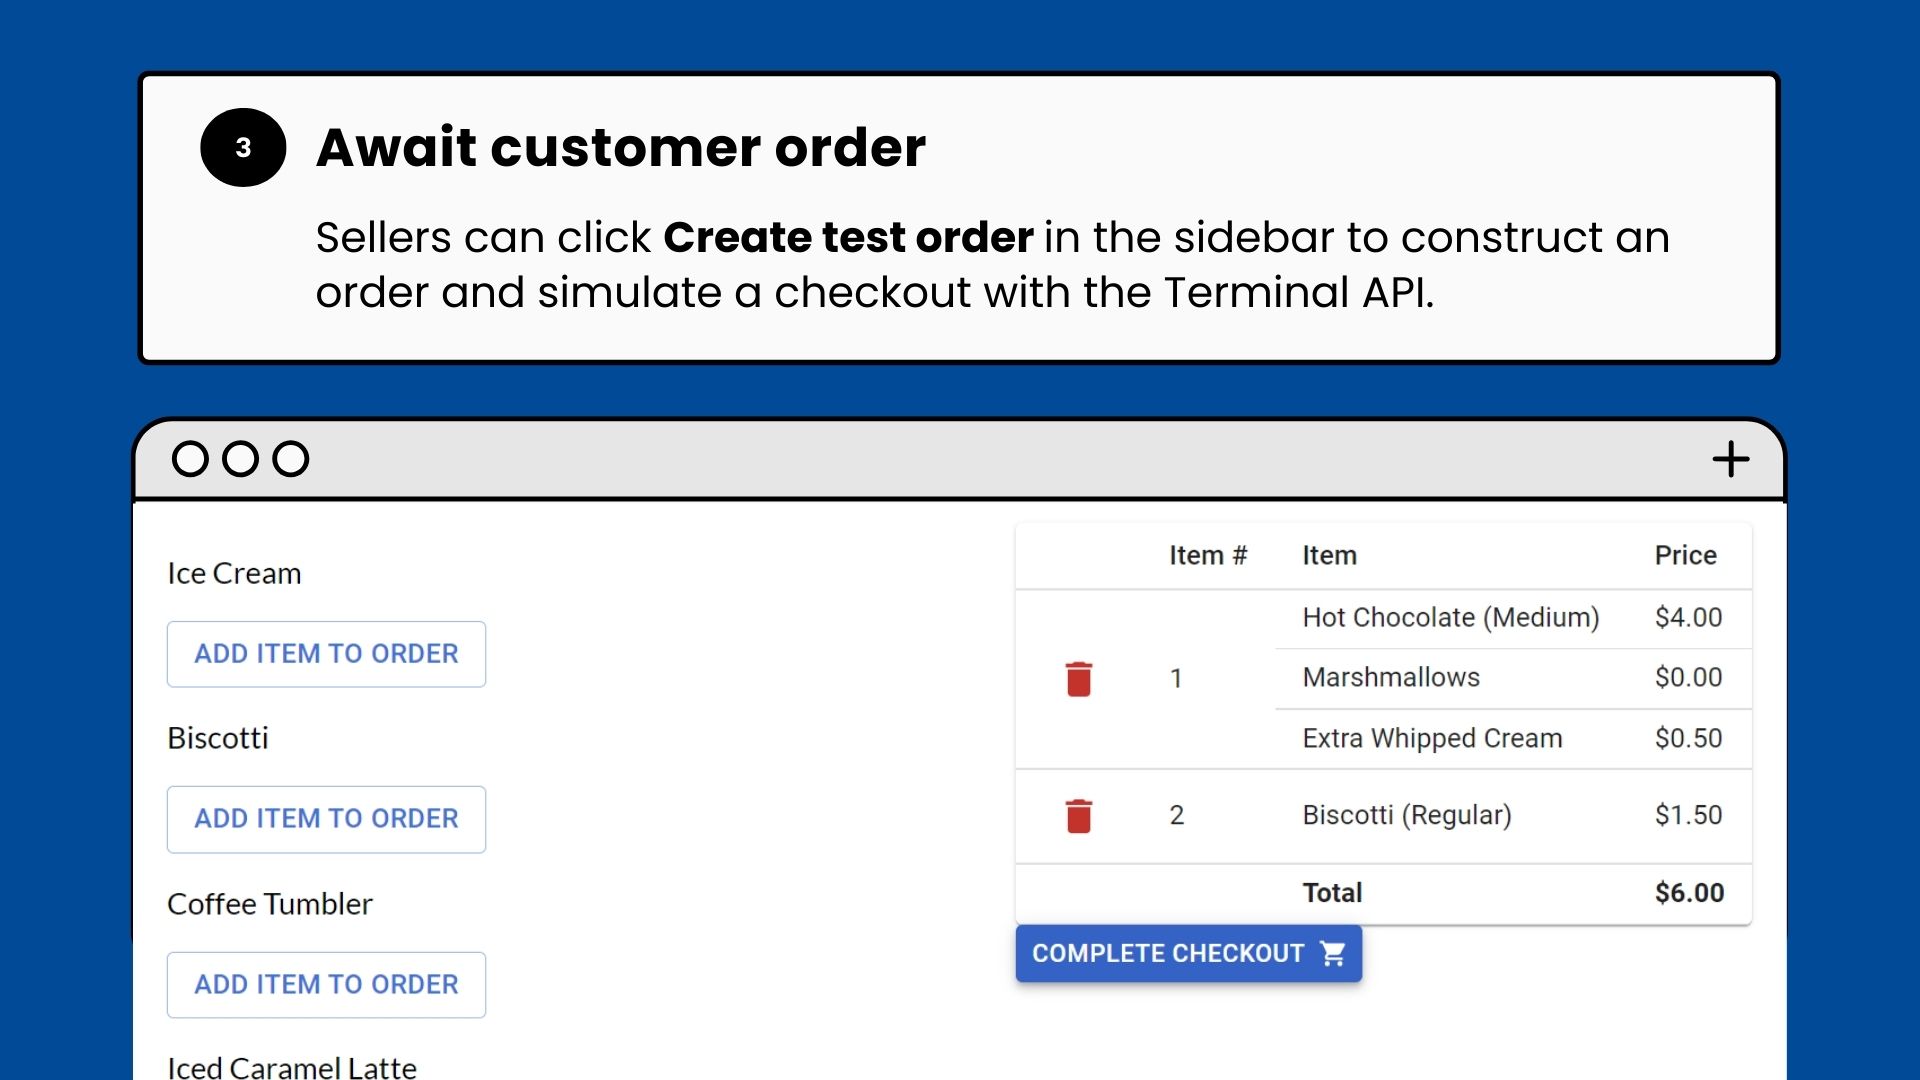 3 Await customer order
Sellers can click Create test order in the sidebar to construct an
order and simulate a checkout with the Terminal API.
Ice Cream
ADD ITEM TO ORDER
Biscotti
ADD ITEM TO ORDER
Coffee Tumbler
ADD ITEM TO ORDER
Iced Caramel Latte
Item # Item Price
1
Hot Chocolate (Medium) $4.00
Marshmallows $0.00
Extra Whipped Cream $0.50
2 Biscotti (Regular) $1.50
Total $6.00
COMPLETE CHECKOUT